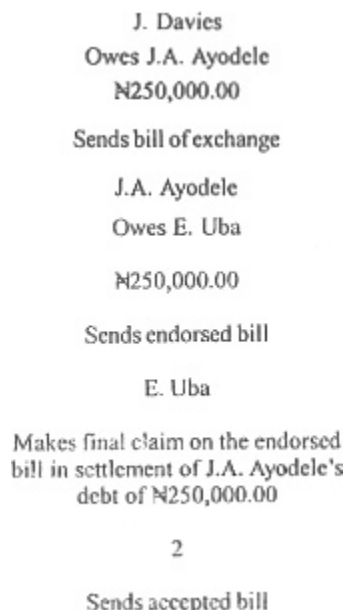 J. Davies
Owes J.A. Ayodele
₦250,000.00
Sends bill of exchange
J.A. Ayodele
Owes E. Uba
₦250,000.00
Sends endorsed bill
E. Uba
Makes final claim on the endorsed
bill in settlement of J.A. Ayodele's
debt of ₦250,000.00
2
Sends accepted bill